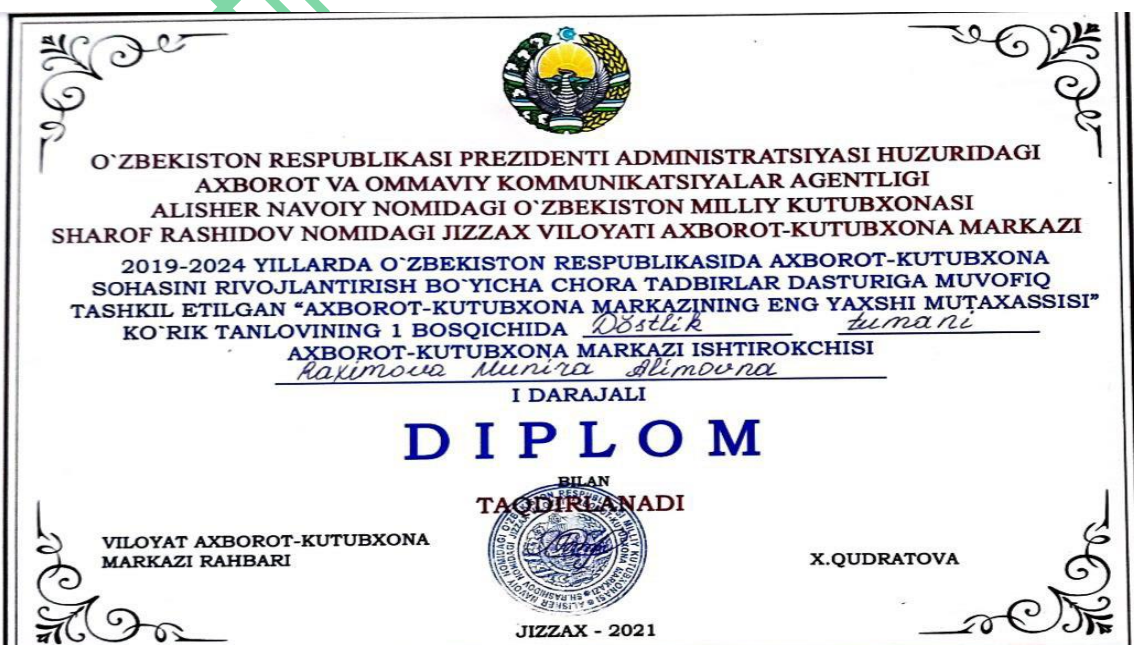 O`ZBEKISTON RESPUBLIKASI PREZIDENTI ADMINISTRATSIYASI HUZURIDAGI
AXBOROT VA OMMAVIY KOMMUNIKATSIYALAR AGENTLIGI
ALISHER NAVOIY NOMIDAGI O`ZBEKISTON MILLIY KUTUBXONASI
SHAROF RASHIDOV NOMIDAGI JIZZAX VILOYATI AXBOROT-KUTUBXONA MARKAZI
2019-2024 YILLARDA O`ZBEKISTON RESPUBLIKASIDA AXBOROT-KUTUBXONA
SOHASINI RIVOJLANTIRISH BO`YICHA CHORA TADBIRLAR DASTURIGA MUVOFIQ
TASHKIL ETILGAN “AXBOROT-KUTUBXONA MARKAZINING ENG YAXSHI MUTAXASSISI”
KO`RIK TANLOVINING 1 BOSQICHIDA Dõstlik tumani
AXBOROT-KUTUBXONA MARKAZI ISHTIROKCHISI
Raximova Munira Alimovna
I DARAJALI
DIPLOM
BILAN
TAQDIRLANADI
VILOYAT AXBOROT-KUTUBXONA
MARKAZI RAHBARI
X.QUDRATOVA
JIZZAX - 2021